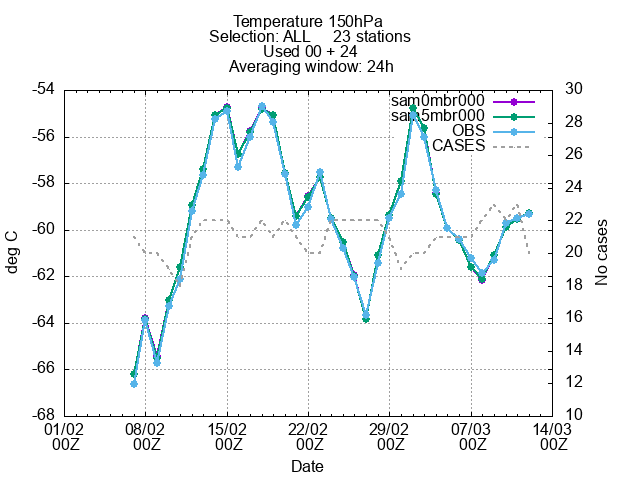 Temperature 150hPa
Selection: ALL 23 stations
Used 00 + 24
Averaging window: 24h
sam0mbr000
sam5mbr000
OBS
CASES
-54
-56
-58
-60
-62
-64
-66
-68
30
28
26
24
22
20
18
16
14
12
10
deg C
No cases
01/02 08/02 15/02 22/02 29/02 07/03 14/03
00Z 00Z 00Z 00Z 00Z 00Z 00Z
Date